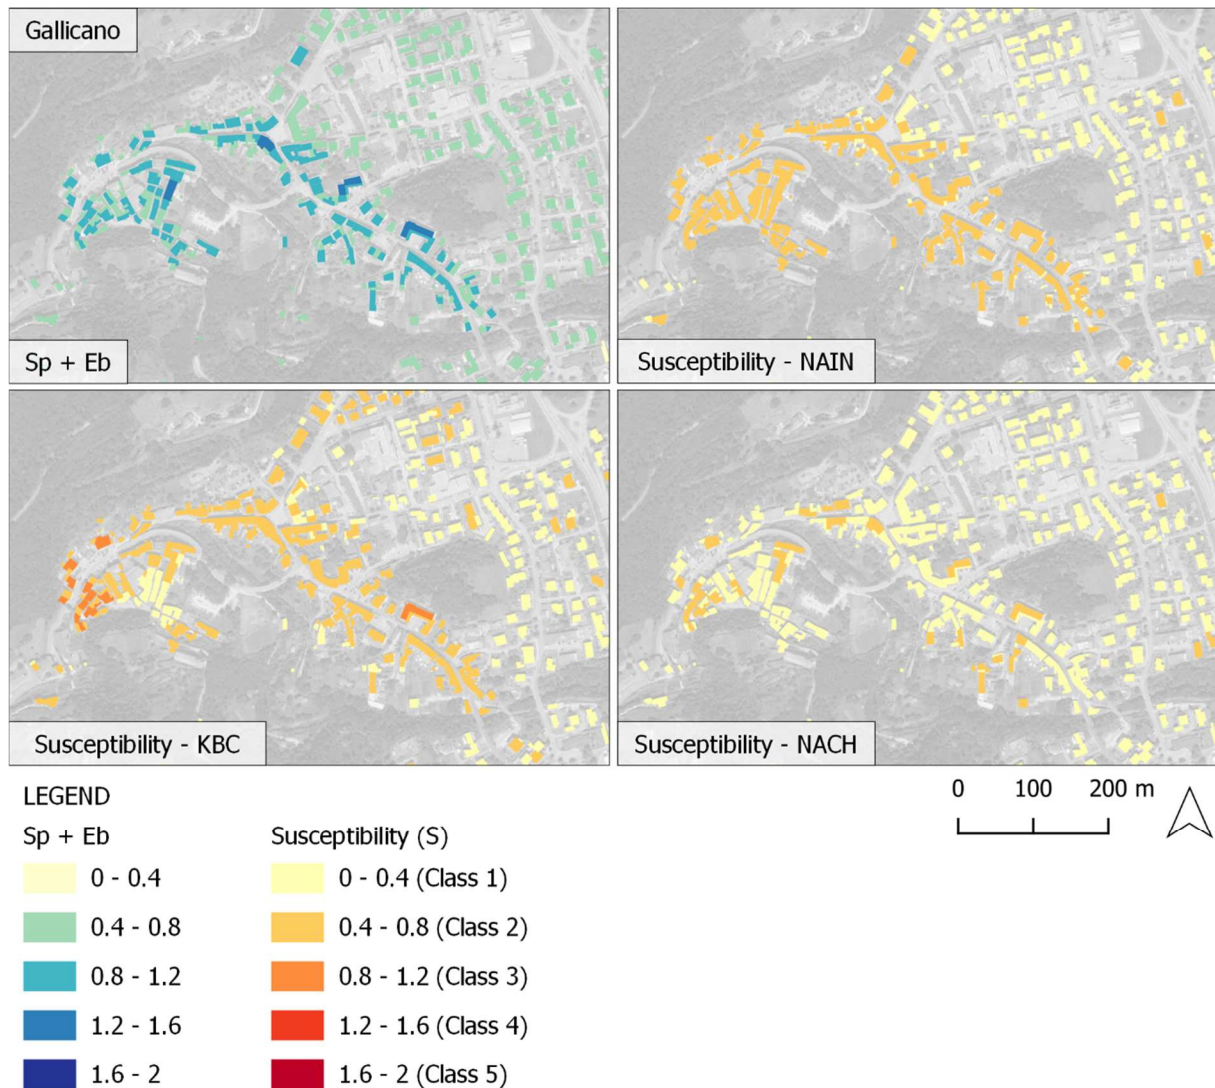 Gallicano
Sp + Eb
Susceptibility - NAIN
Susceptibility - KBC
Susceptibility - NACH
0 100 200 m
LEGEND
Sp + Eb
0 - 0.4
0.4 - 0.8
0.8 - 1.2
1.2 - 1.6
1.6 - 2
Susceptibility (S)
0 - 0.4 (Class 1)
0.4 - 0.8 (Class 2)
0.8 - 1.2 (Class 3)
1.2 - 1.6 (Class 4)
1.6 - 2 (Class 5)